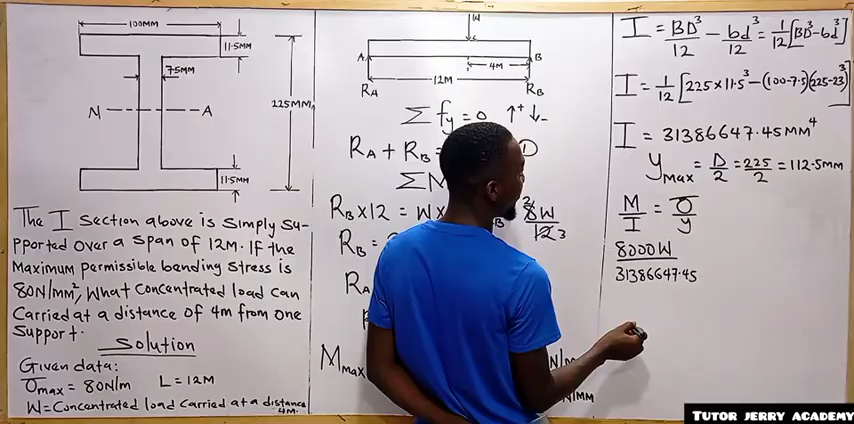 100MM
11.5MM
7.5MM
N A
225MM
11.5MM
The I section above is simply su-
pported over a span of 12M. If the
Maximum permissible bending stress is
80N/MM², What concentrated load can
Carried at a distance of 4m from one
support.
Solution
Given data:
σmax = 80N/m L = 12M
W = Concentrated load carried at a distance
4M.
W
C
A B
4M
12M
RA RB
Σfy = 0 ↑+ ↓-
RA + RB =
ΣM
RB × 12 = W×
8W
12 3
RB =
RA
Mmax
N/M
N/MM
I = BD³/12 - bd³/12 = 1/12[BD³-bd³]
I = 1/12[225×11.5³-(100-7.5)(225-23)³]
I = 31386647.45MM⁴
ymax = D/2 = 225/2 = 112.5mm
M/I = σ/y
8000W
31386647.45
TUTOR JERRY ACADEMY